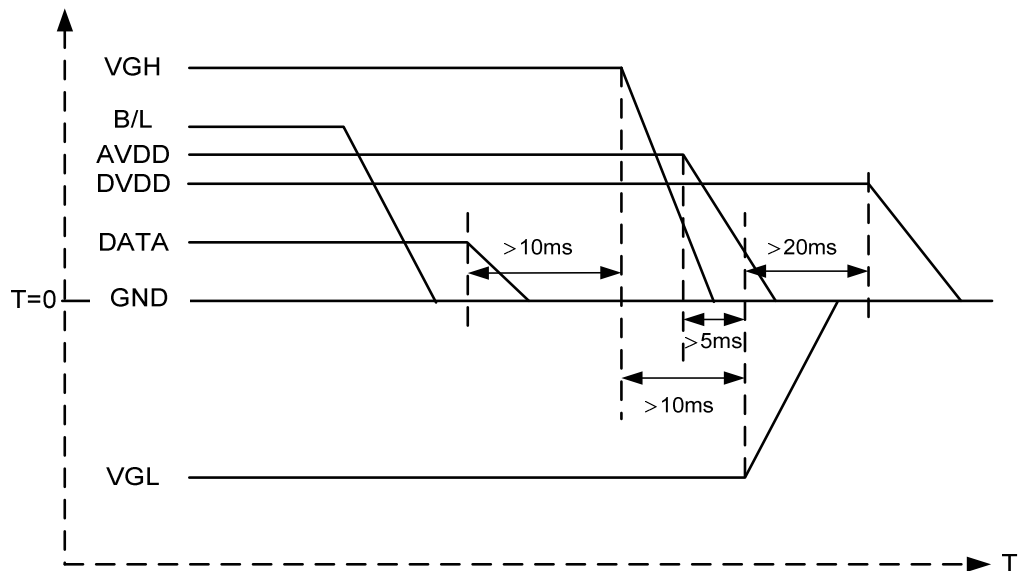 VGH
B/L
AVDD
DVDD
DATA
>10ms
>20ms
T=0
GND
>5ms
>10ms
VGL
T